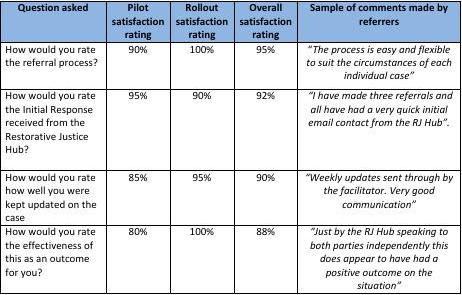 Question asked
Pilot
satisfaction
rating
Rollout
satisfaction
rating
Overall
satisfaction
rating
Sample of comments made by
referrers
How would you rate
the referral process?
90%
100%
95%
“The process is easy and flexible
to suit the circumstances of each
individual case”
How would you rate
the Initial Response
received from the
Restorative Justice
Hub?
95%
90%
92%
“I have made three referrals and
all have had a very quick initial
email contact from the RJ Hub”.
How would you rate
how well you were
kept updated on the
case
85%
95%
90%
“Weekly updates sent through by
the facilitator. Very good
communication”
How would you rate
the effectiveness of
this as an outcome
for you?
80%
100%
88%
“Just by the RJ Hub speaking to
both parties independently this
does appear to have had a
positive outcome on the
situation”